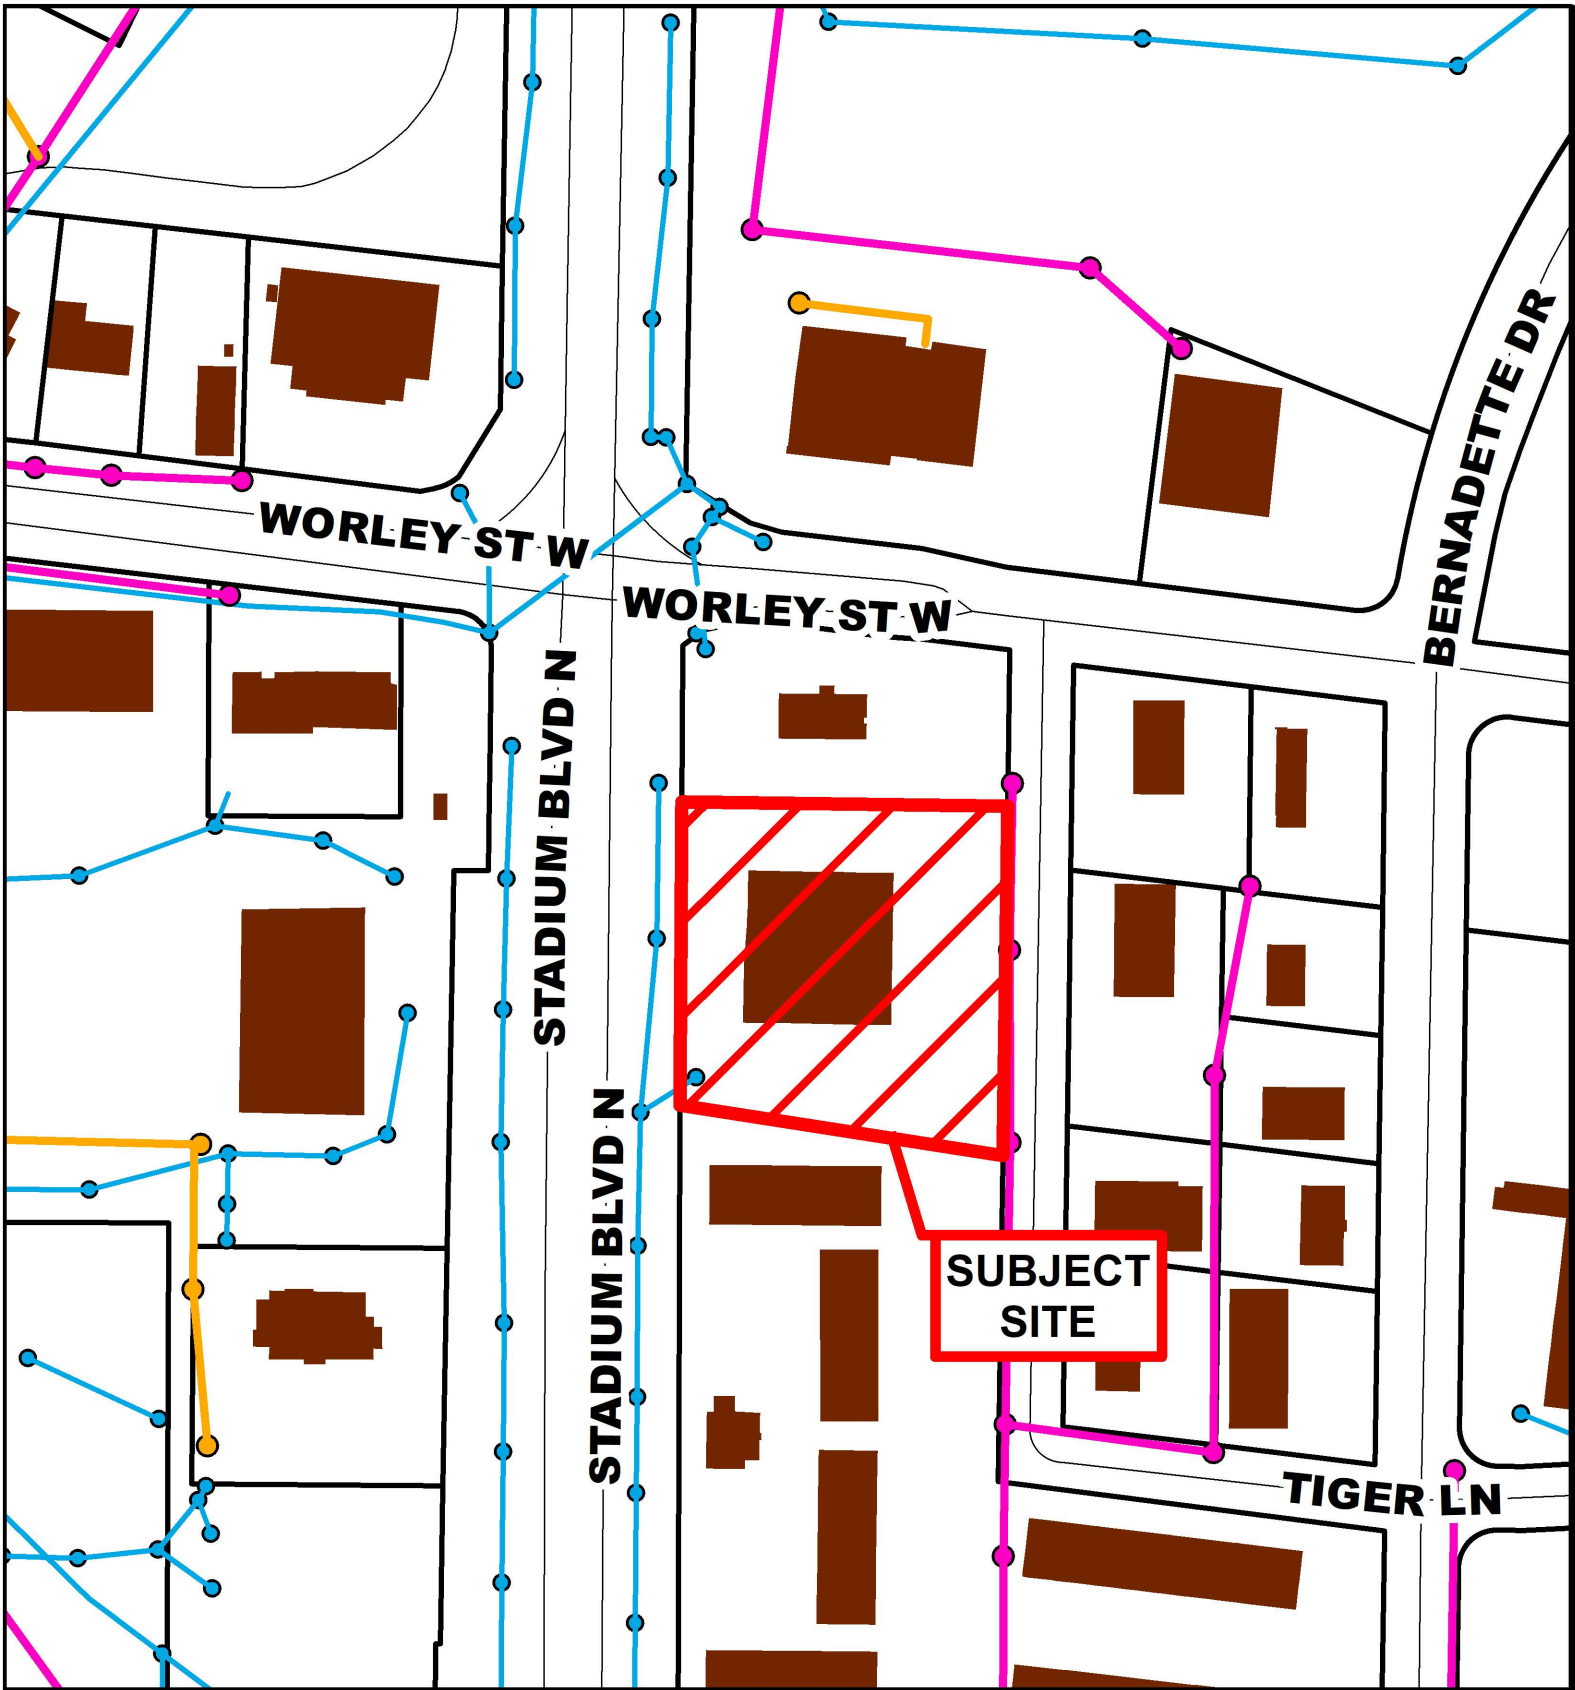 BERNADETTE DR
WORLEY ST W
WORLEY ST W
STADIUM BLVD N
STADIUM BLVD N
SUBJECT
SITE
TIGER LN